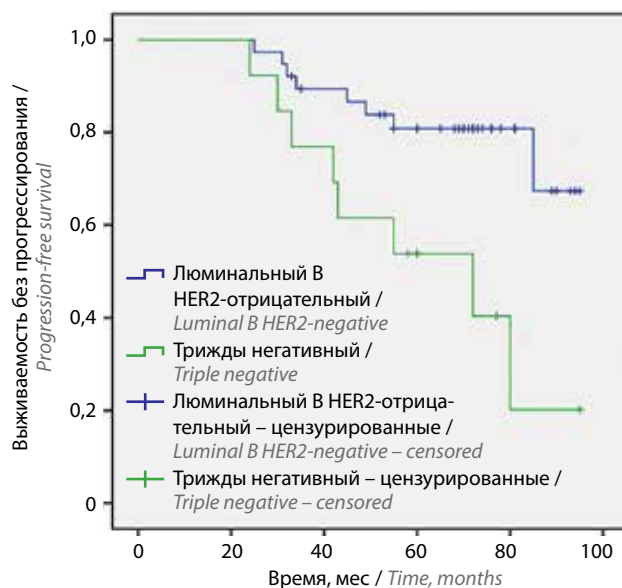 Выживаемость без прогрессирования /
Progression-free survival
1,0
0,8
0,6
0,4
0,2
0
Люминальный В
HER2-отрицательный /
Luminal B HER2-negative
Трижды негативный /
Triple negative
Люминальный В HER2-отрица-
тельный – цензурированные /
Luminal B HER2-negative – censored
Трижды негативный – цензурированные /
Triple negative – censored
0 20 40 60 80 100
Время, мес / Time, months